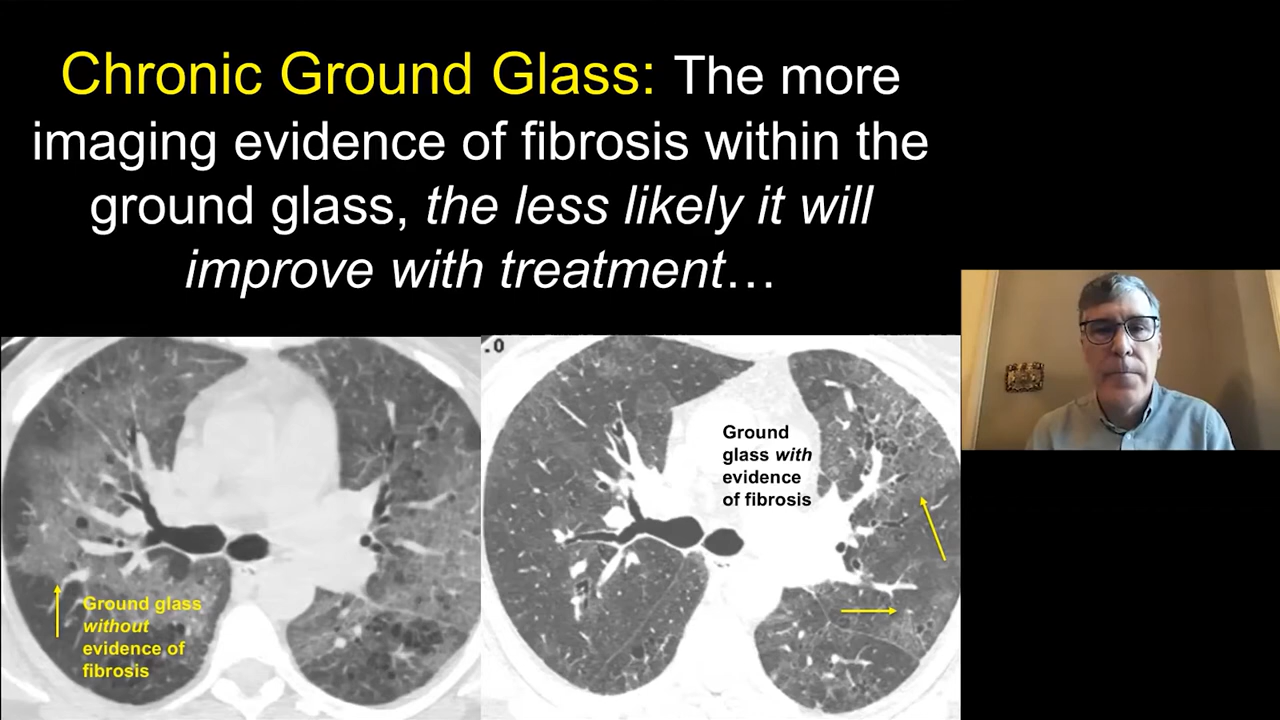 Chronic Ground Glass: The more
imaging evidence of fibrosis within the
ground glass, the less likely it will
improve with treatment…
.0
Ground glass
without
evidence of
fibrosis
Ground
glass with
evidence
of fibrosis